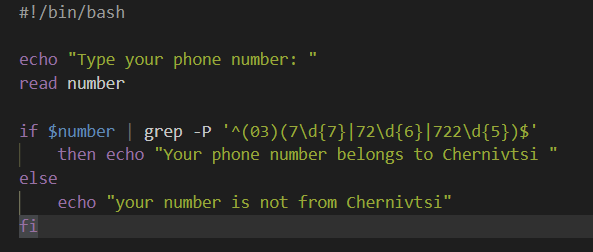 #!/bin/bash
echo "Type your phone number: "
read number
if $number | grep -P '^(03)(7\d{7}|72\d{6}|722\d{5})$'
then echo "Your phone number belongs to Chernivtsi "
else
echo "your number is not from Chernivtsi"
fi